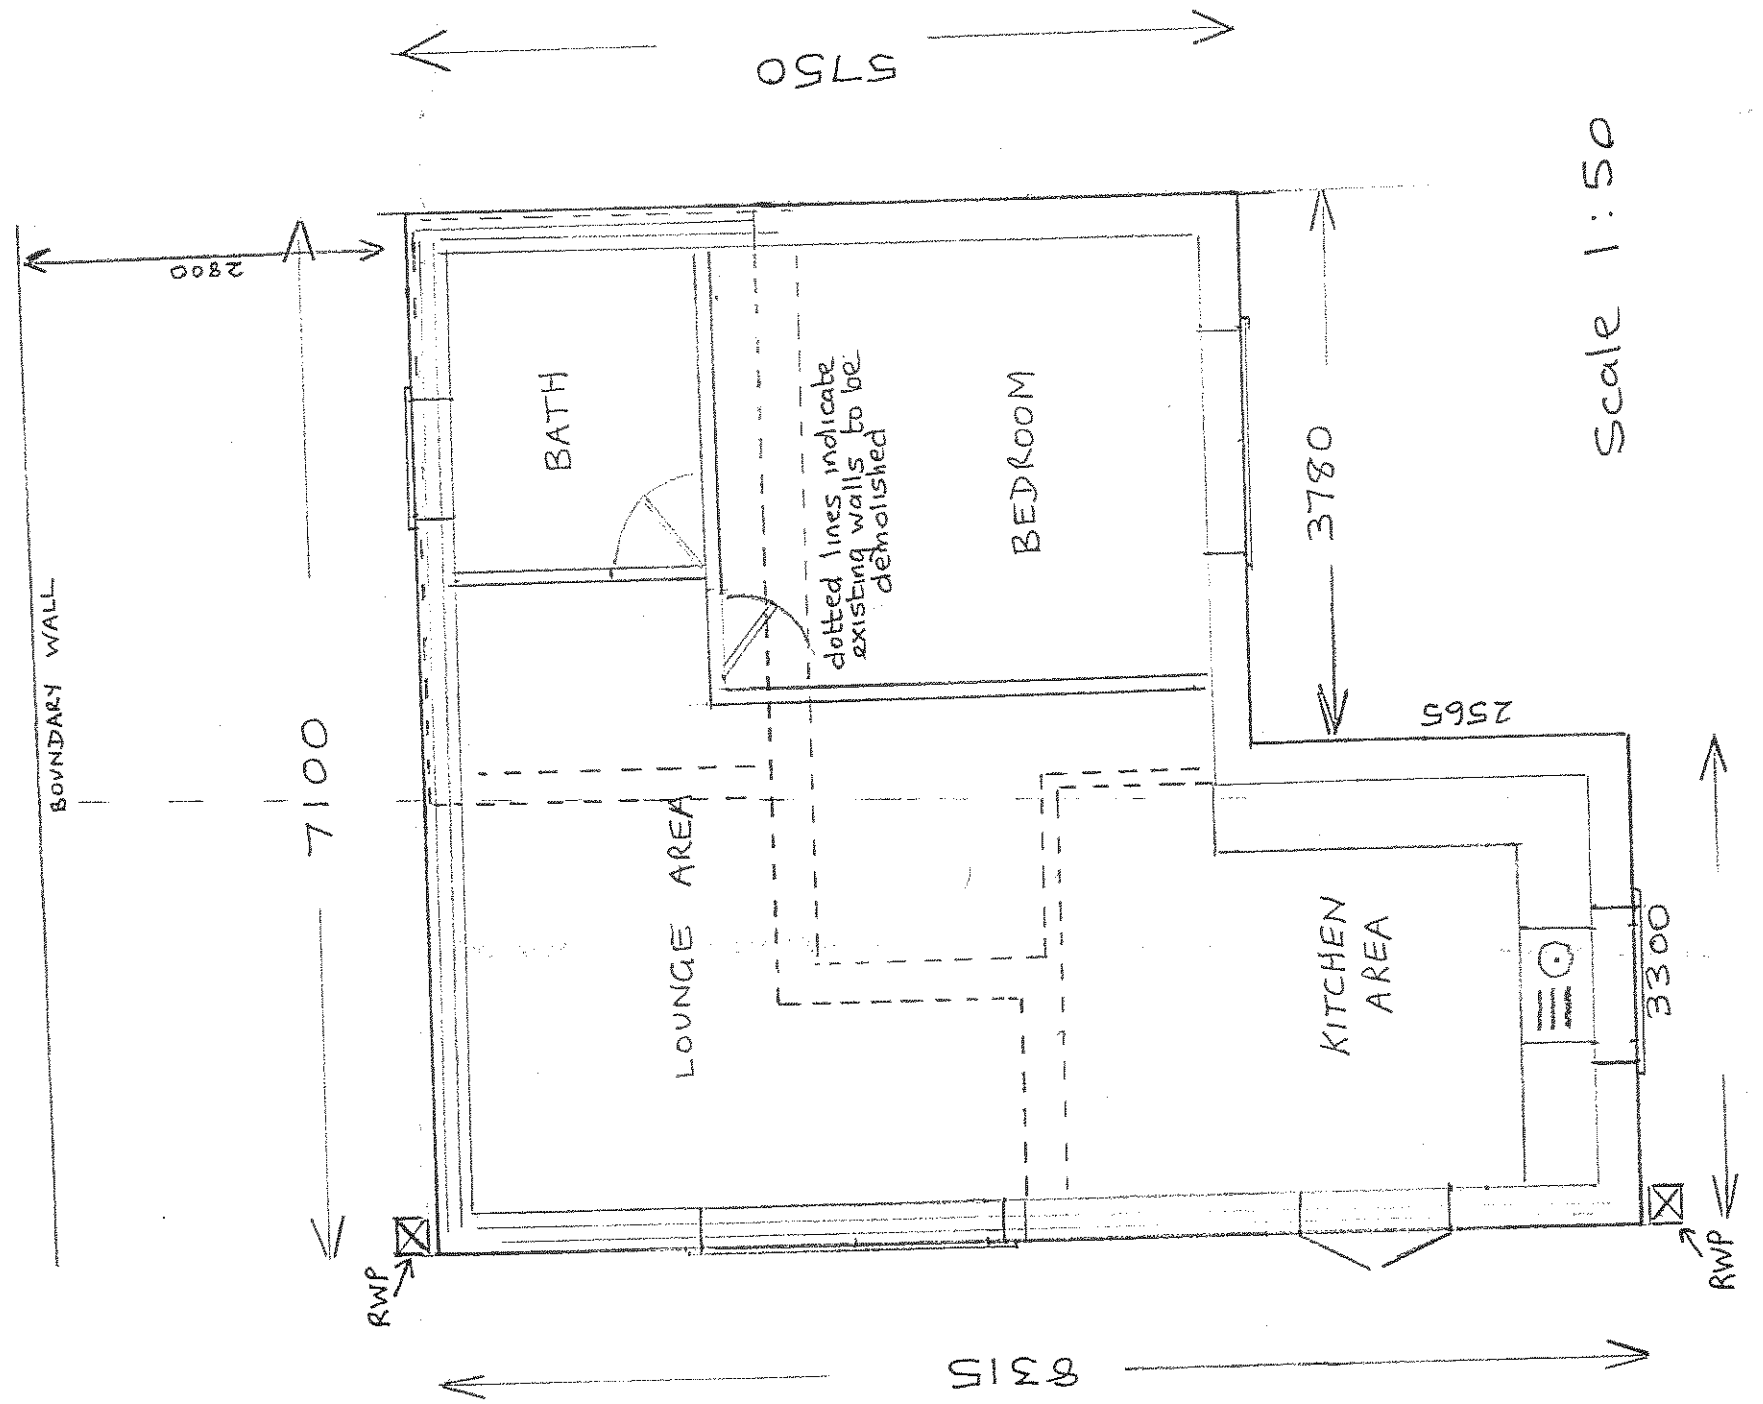 5750
2800
BOUNDARY WALL
7100
BATH
dotted lines indicate
existing walls to be
demolished
BEDROOM
3780
Scale 1:50
2565
LOUNGE AREA
KITCHEN
AREA
3300
RWP
RWP
8315